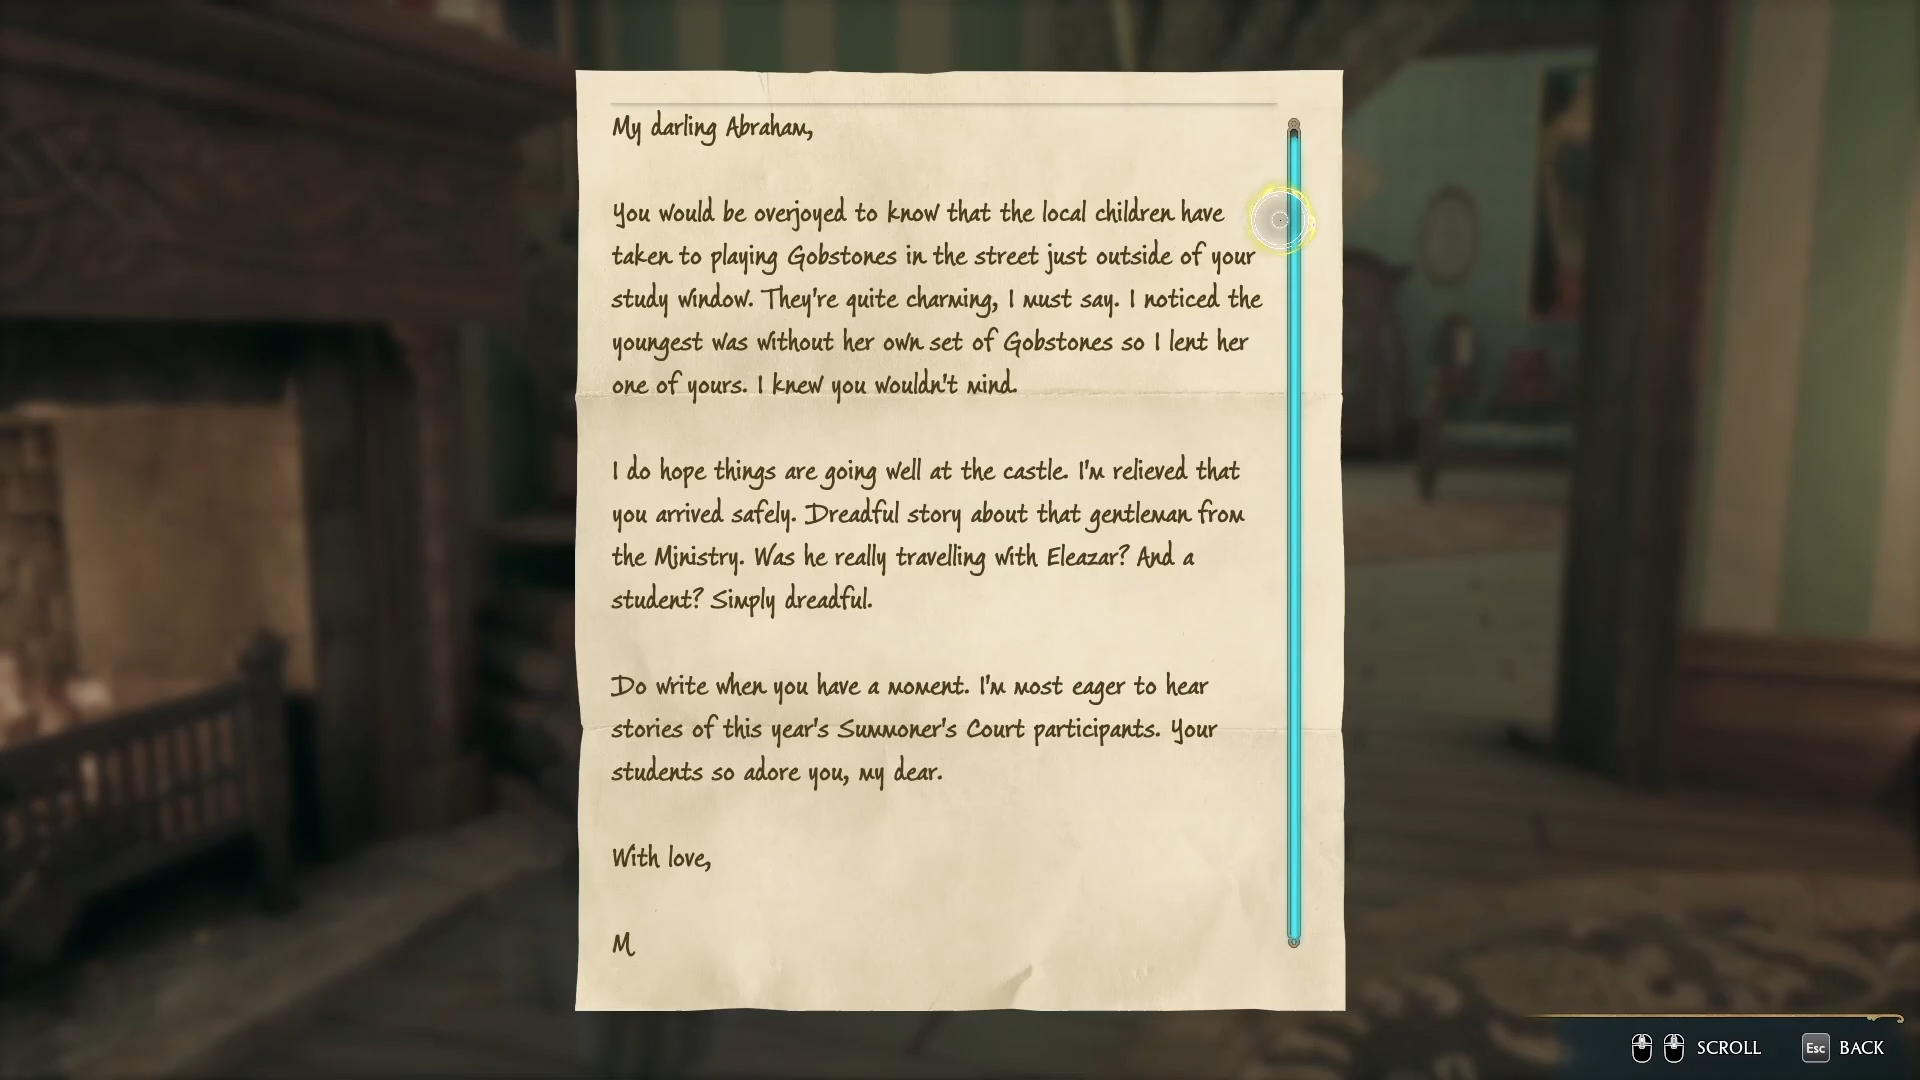 My darling Abraham,
You would be overjoyed to know that the local children have
taken to playing Gobstones in the street just outside of your
study window. They're quite charming, I must say. I noticed the
youngest was without her own set of Gobstones so I lent her
one of yours. I knew you wouldn't mind.
I do hope things are going well at the castle. I'm relieved that
you arrived safely. Dreadful story about that gentleman from
the Ministry. Was he really travelling with Eleazar? And a
student? Simply dreadful.
Do write when you have a moment. I'm most eager to hear
stories of this year's Summoner's Court participants. Your
students so adore you, my dear.
With love,
M
SCROLL Esc BACK